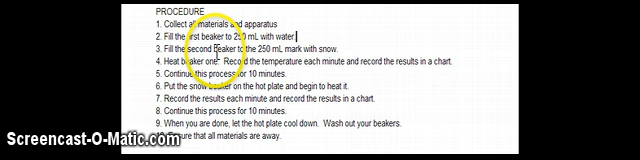 PROCEDURE
1. Collect all materials and apparatus
2. Fill the first beaker to 250 mL with water.
3. Fill the second beaker to the 250 mL mark with snow.
4. Heat beaker one. Record the temperature each minute and record the results in a chart.
5. Continue this process for 10 minutes.
6. Put the snow beaker on the hot plate and begin to heat it.
7. Record the results each minute and record the results in a chart.
8. Continue this process for 10 minutes.
9. When you are done, let the hot plate cool down. Wash out your beakers.
Ensure that all materials are away.
Screencast-O-Matic.com